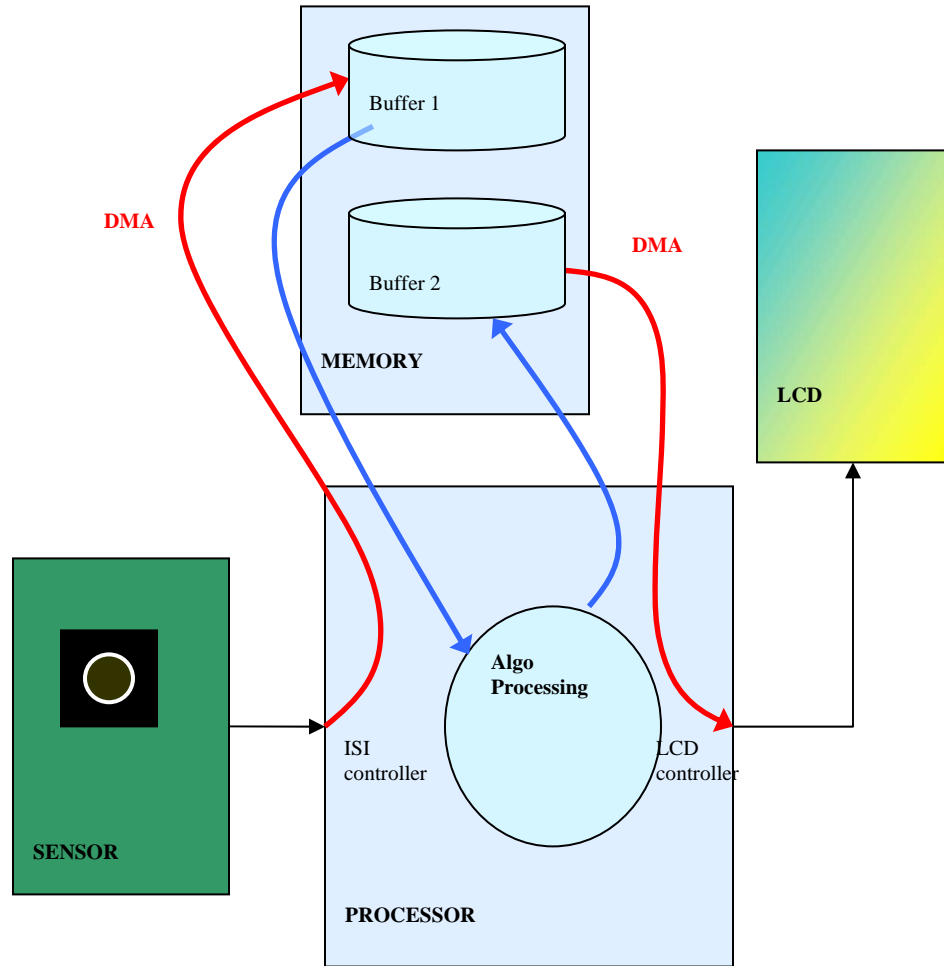 Buffer 1
DMA
DMA
Buffer 2
MEMORY
LCD
Algo
Processing
ISI
controller
LCD
controller
SENSOR
PROCESSOR